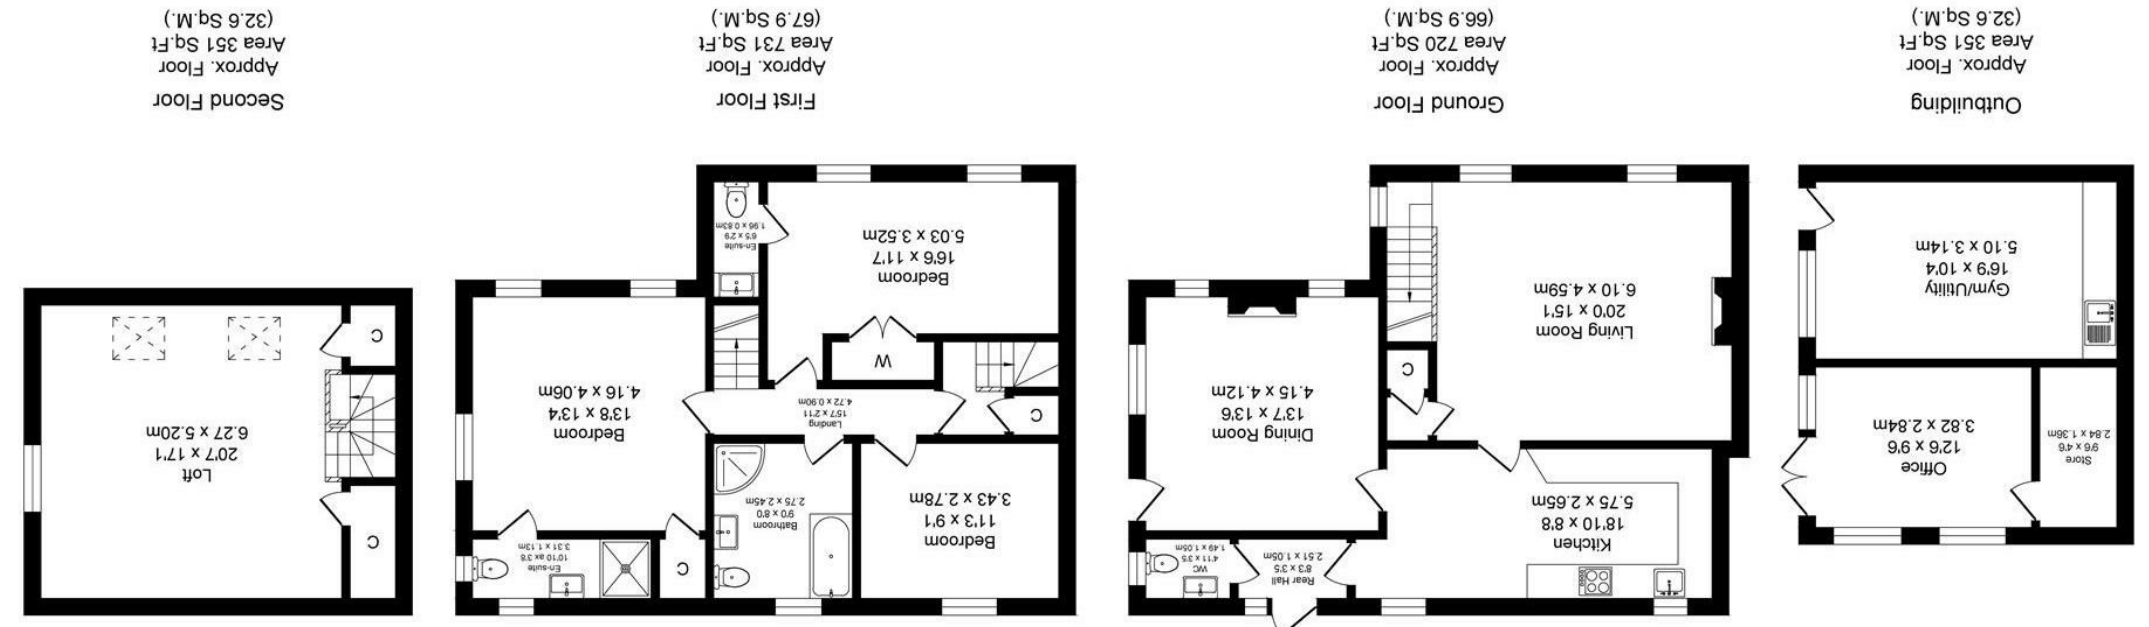 Store
9'6 x 4'6
2.84 x 1.36m
Office
12'6 x 9'6
3.82 x 2.84m
Gym/Utility
16'9 x 10'4
5.10 x 3.14m
Outbuilding
Approx. Floor
Area 351 Sq.Ft
(32.6 Sq.M.)
Kitchen
18'10 x 8'8
5.75 x 2.65m
Rear Hall
8'3 x 3'5
2.51 x 1.05m
WC
4'11 x 3'5
1.49 x 1.05m
C
Living Room
20'0 x 15'1
6.10 x 4.59m
Dining Room
13'7 x 13'6
4.15 x 4.12m
Ground Floor
Approx. Floor
Area 720 Sq.Ft
(66.9 Sq.M.)
Bedroom
11'3 x 9'1
3.43 x 2.78m
Bathroom
9'0 x 8'0
2.75 x 2.45m
C
En-suite
10'10 ax 3'8
3.31 x 1.13m
C
Landing
15'7 x 2'11
4.72 x 0.90m
W
Bedroom
16'6 x 11'7
5.03 x 3.52m
Bedroom
13'8 x 13'4
4.16 x 4.06m
En-suite
6'5 x 2'9
1.96 x 0.83m
First Floor
Approx. Floor
Area 731 Sq.Ft
(67.9 Sq.M.)
C
Loft
20'7 x 17'1
6.27 x 5.20m
C
Second Floor
Approx. Floor
Area 351 Sq.Ft
(32.6 Sq.M.)